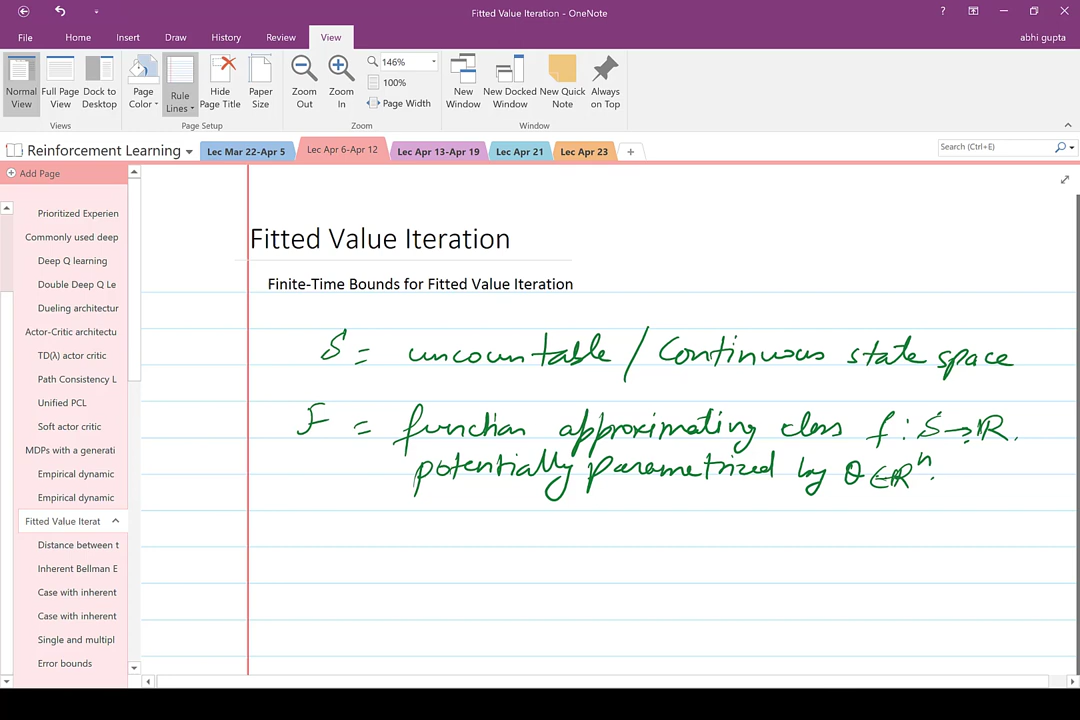 Fitted Value Iteration - OneNote
abhi gupta
File Home Insert Draw History Review View
Normal View
Full Page View
Dock to Desktop
Views
Page Color
Rule Lines
Hide Page Title
Paper Size
Page Setup
Zoom Out
Zoom In
146%
100%
Page Width
Zoom
New Window
New Docked Window
New Quick Note
Always on Top
Window
Reinforcement Learning
Lec Mar 22-Apr 5
Lec Apr 6-Apr 12
Lec Apr 13-Apr 19
Lec Apr 21
Lec Apr 23
Search (Ctrl+E)
Add Page
Prioritized Experien
Commonly used deep
Deep Q learning
Double Deep Q Le
Dueling architectur
Actor-Critic architectu
TD(λ) actor critic
Path Consistency L
Unified PCL
Soft actor critic
MDPs with a generati
Empirical dynamic
Empirical dynamic
Fitted Value Iterat
Distance between t
Inherent Bellman E
Case with inherent
Case with inherent
Single and multipl
Error bounds
Fitted Value Iteration
Finite-Time Bounds for Fitted Value Iteration
S = uncountable / Continuous state space
F = function approximating class f : S → R.
potentially parametrized by θ ∈ R^n.